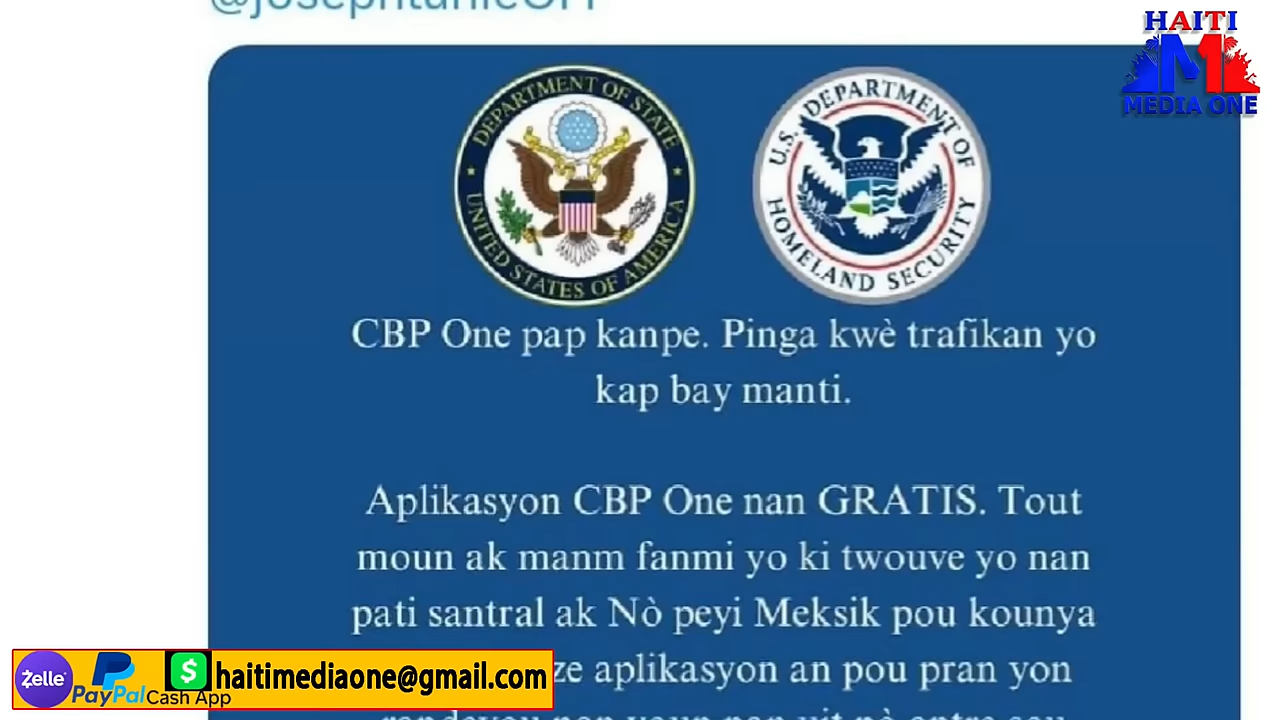 HAITI
MEDIA ONE
DEPARTMENT OF STATE
UNITED STATES OF AMERICA
U.S. DEPARTMENT OF
HOMELAND SECURITY
CBP One pap kanpe. Pinga kwè trafikan yo
kap bay manti.
Aplikasyon CBP One nan GRATIS. Tout
moun ak manm fanmi yo ki twouve yo nan
pati santral ak Nò peyi Meksik pou kounya
ze aplikasyon an pou pran yon
Zelle
PayPal
Cash App
haitimediaone@gmail.com